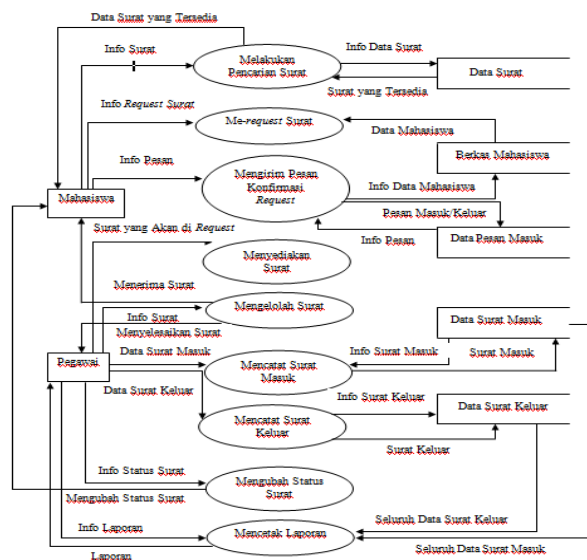 Data Surat yang Tersedia
Info Surat
Melakukan
Pencarian Surat
Info Data Surat
Data Surat
Surat yang Tersedia
Info Request Surat
Me-request Surat
Data Mahasiswa
Info Pesan
Berkas Mahasiswa
Mengirim Pesan
Konfirmasi
Request
Info Data Mahasiswa
Mahasiswa
Pesan Masuk/Keluar
Surat yang Akan di Request
Info Pesan
Data Pesan Masuk
Menyediakan
Surat
Menerima Surat
Mengelolah Surat
Info Surat
Data Surat Masuk
Menyelesaikan Surat
Pegawai
Data Surat Masuk
Info Surat Masuk
Surat Masuk
Mencatat Surat
Masuk
Data Surat Keluar
Info Surat Keluar
Data Surat Keluar
Mencatat Surat
Keluar
Surat Keluar
Info Status Surat
Mengubah Status
Surat
Mengubah Status Surat
Info Laporan
Seluruh Data Surat Keluar
Mencetak Laporan
Laporan
Seluruh Data Surat Masuk